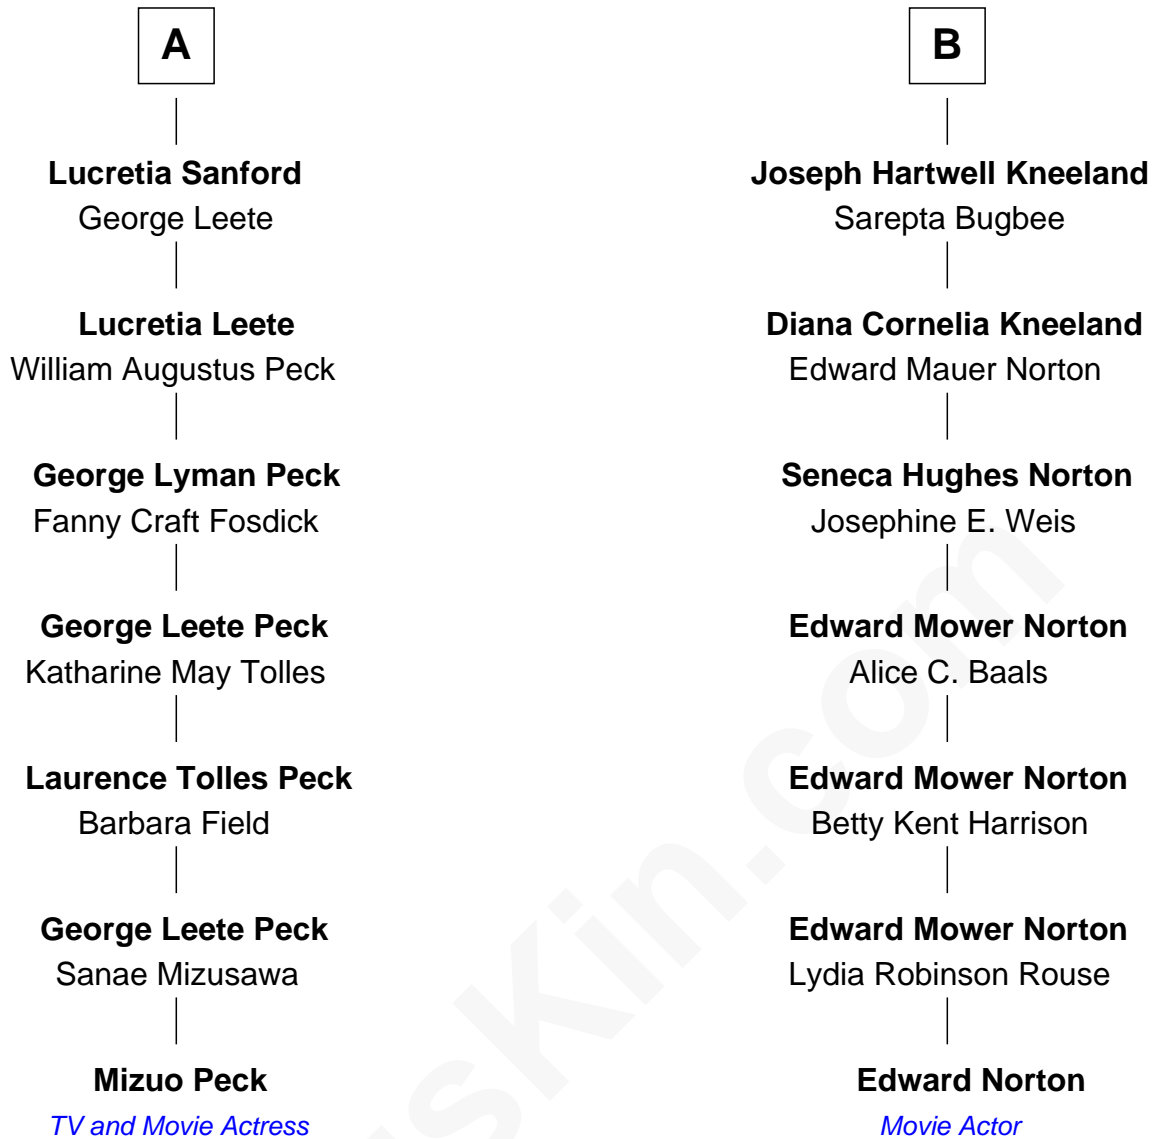 A
B
Lucretia Sanford
George Leete
Joseph Hartwell Kneeland
Sarepta Bugbee
Lucretia Leete
William Augustus Peck
Diana Cornelia Kneeland
Edward Mauer Norton
George Lyman Peck
Fanny Craft Fosdick
Seneca Hughes Norton
Josephine E. Weis
George Leete Peck
Katharine May Tolles
Edward Mower Norton
Alice C. Baals
Laurence Tolles Peck
Barbara Field
Edward Mower Norton
Betty Kent Harrison
George Leete Peck
Sanae Mizusawa
Edward Mower Norton
Lydia Robinson Rouse
Mizuo Peck
TV and Movie Actress
Edward Norton
Movie Actor
sKin.com